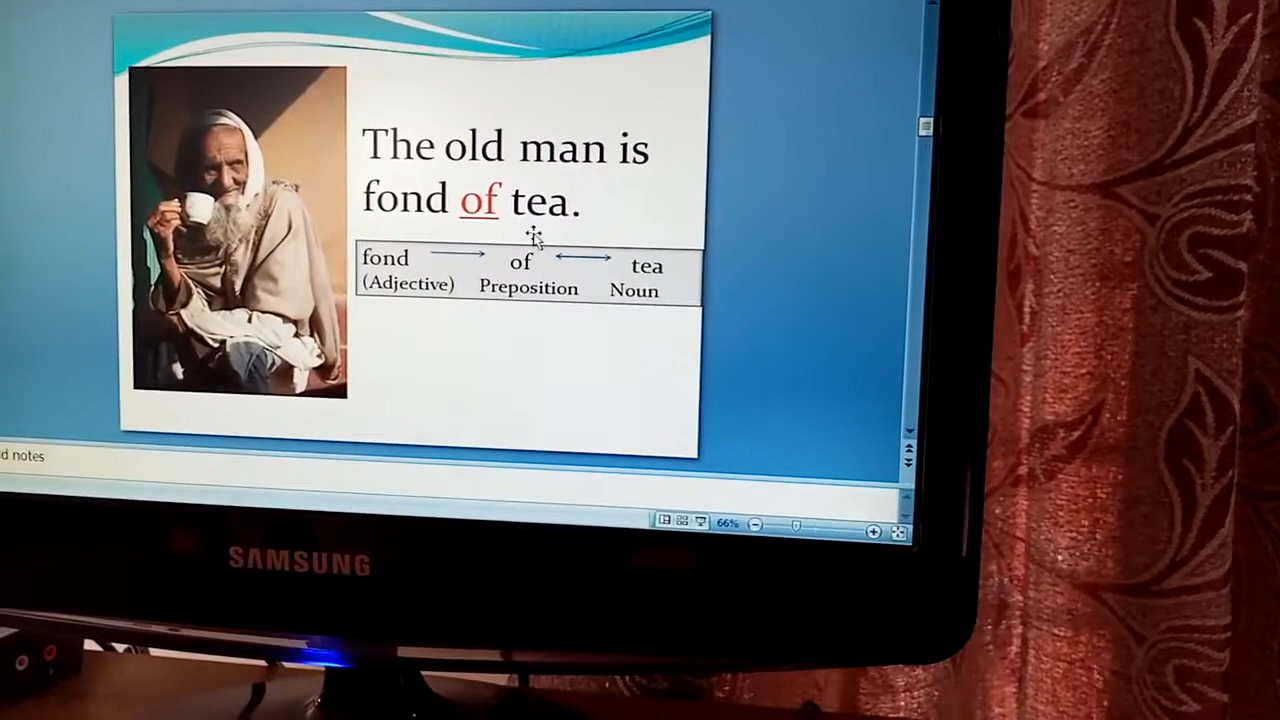 The old man is
fond of tea.
fond of tea
(Adjective) Preposition Noun
d notes
66%
SAMSUNG